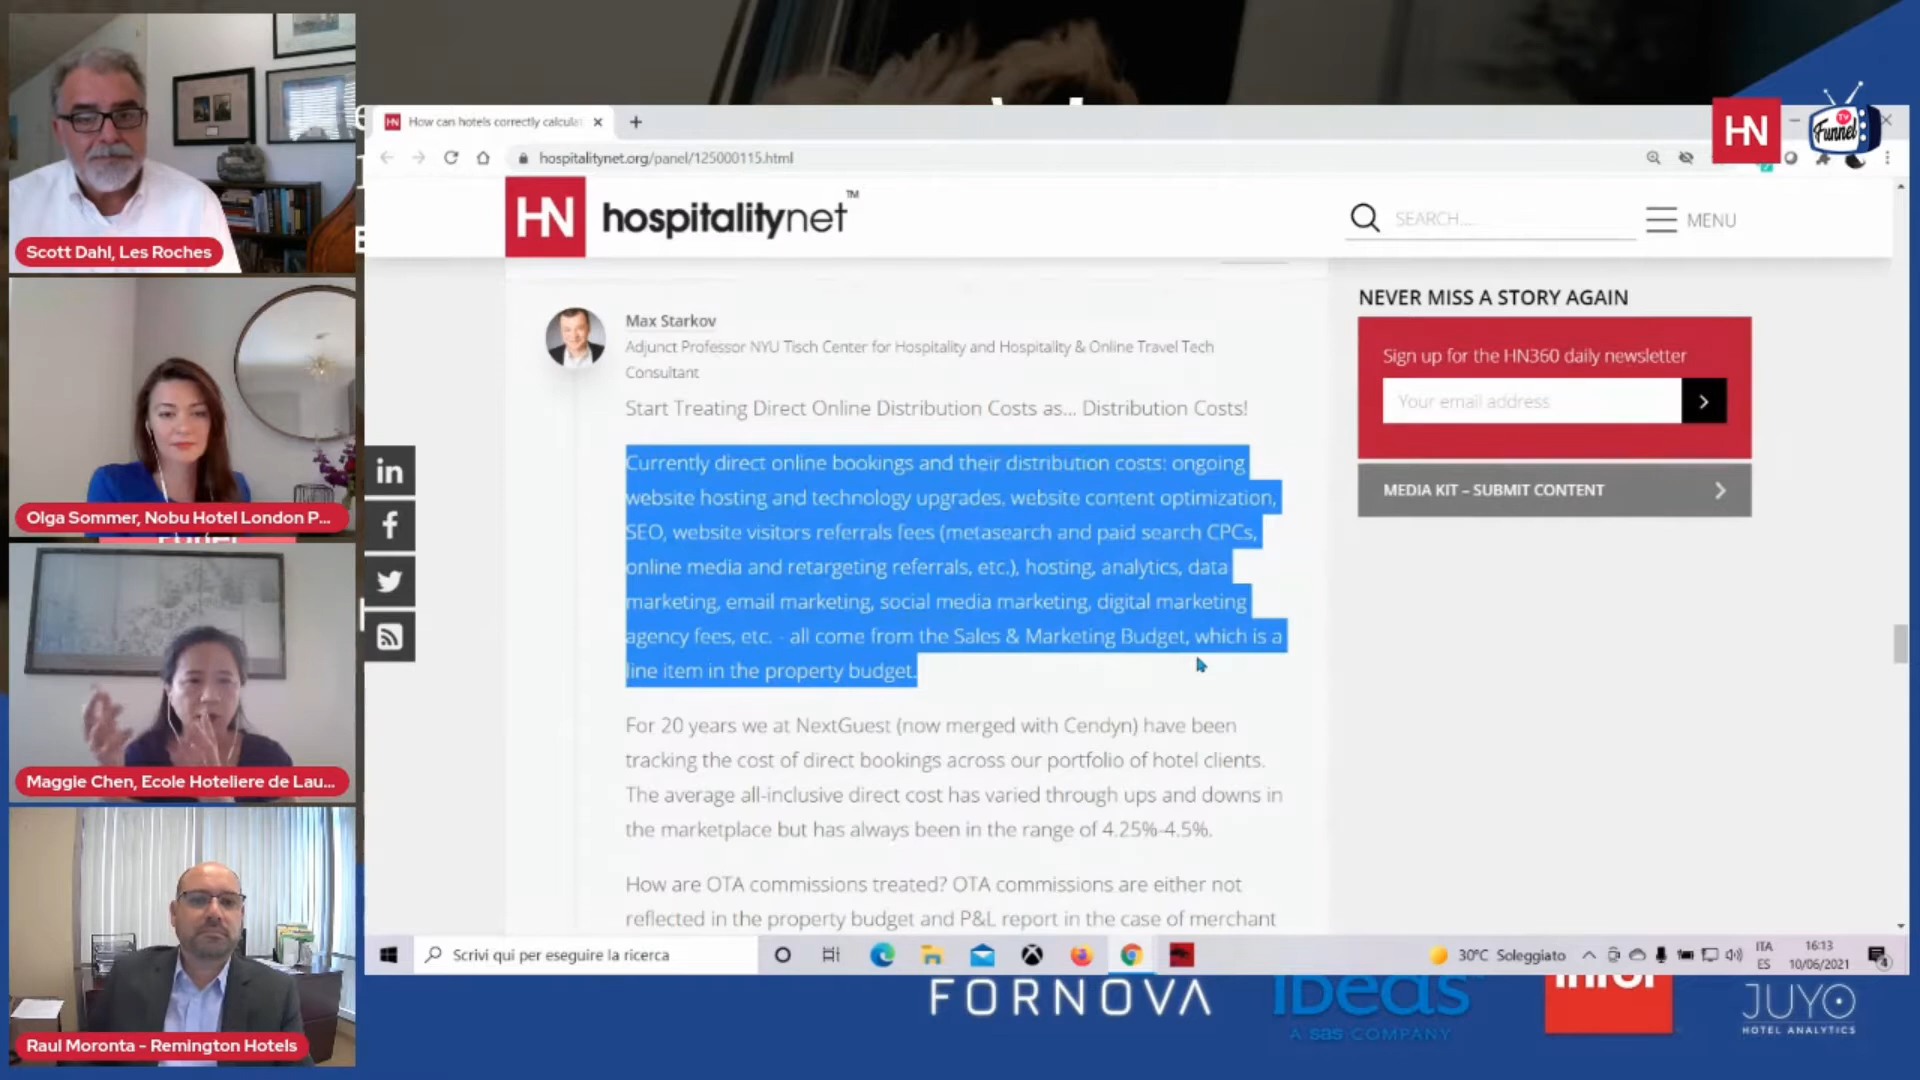 Scott Dahl, Les Roches
Olga Sommer, Nobu Hotel London P...
Maggie Chen, Ecole Hoteliere de Lau...
Raul Moronta - Remington Hotels
HN
How can hotels correctly calculat
hospitalitynet.org/panel/125000115.html
HN
TV
Funnel
HN hospitalitynet™
SEARCH....
MENU
Max Starkov
Adjunct Professor NYU Tisch Center for Hospitality and Hospitality & Online Travel Tech
Consultant
Start Treating Direct Online Distribution Costs as... Distribution Costs!
Currently direct online bookings and their distribution costs: ongoing
website hosting and technology upgrades, website content optimization,
SEO, website visitors referrals fees (metasearch and paid search CPCs,
online media and retargeting referrals, etc.), hosting, analytics, data
marketing, email marketing, social media marketing, digital marketing
agency fees, etc. - all come from the Sales & Marketing Budget, which is a
line item in the property budget.
For 20 years we at NextGuest (now merged with Cendyn) have been
tracking the cost of direct bookings across our portfolio of hotel clients.
The average all-inclusive direct cost has varied through ups and downs in
the marketplace but has always been in the range of 4.25%-4.5%.
How are OTA commissions treated? OTA commissions are either not
reflected in the property budget and P&L report in the case of merchant
NEVER MISS A STORY AGAIN
Sign up for the HN360 daily newsletter
Your email address
MEDIA KIT – SUBMIT CONTENT
in
f
Scrivi qui per eseguire la ricerca
30°C Soleggiato
ITA
ES
16:13
10/06/2021
4
FORNOVA
IDeaS
A sas COMPANY
infor
JUYO
HOTEL ANALYTICS